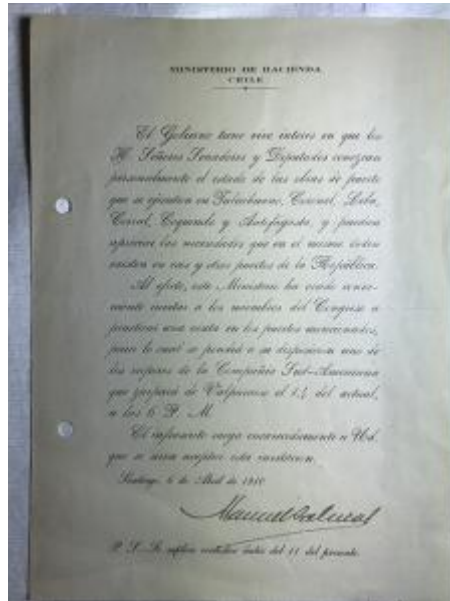 MINISTERIO DE HACIENDA
CHILE
El Gobierno tiene vivo interés en que los
H. Señores Senadores y Diputados conozcan
personalmente el estado de las obras de puerto
que se ejecutan en Talcahuano, Coronel, Lebu,
Corral, Coquimbo y Antofagasta, y puedan
apreciar las necesidades que en el mismo orden
existen en esos y otros puertos de la República.
Al efecto, este Ministerio ha creído conve-
niente invitar a los miembros del Congreso a
practicar una visita en los puertos mencionados,
para lo cual se pondrá a su disposición uno de
los vapores de la Compañía Sud-Americana
que zarpará de Valparaíso el 14 del actual,
a las 6 P. M.
El infrascrito ruega encarecidamente a Ud.
que se sirva aceptar esta invitación.
Santiago, 6 de Abril de
Manuel
P. S. Se suplica contestar antes del 11 del presente.